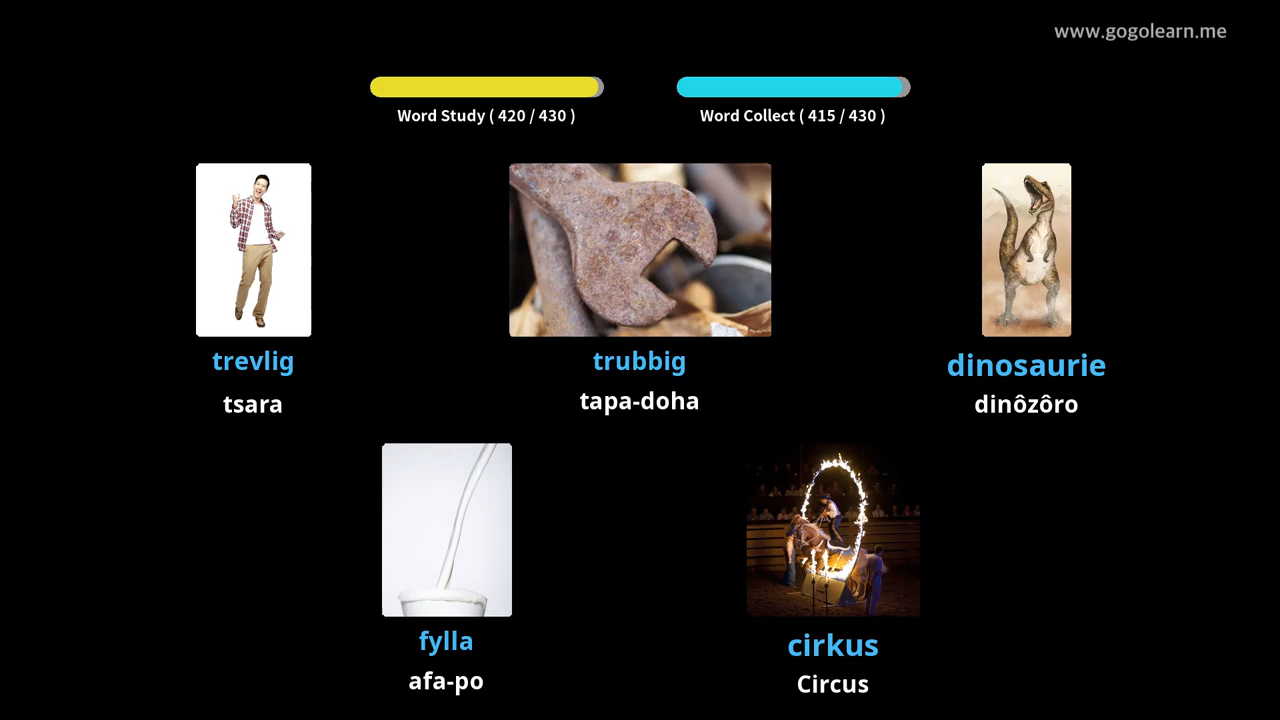 www.gogolearn.me
Word Study ( 420 / 430 )
Word Collect ( 415 / 430 )
trevlig
tsara
trubbig
tapa-doha
dinosaurie
dinôzôro
fylla
afa-po
cirkus
Circus